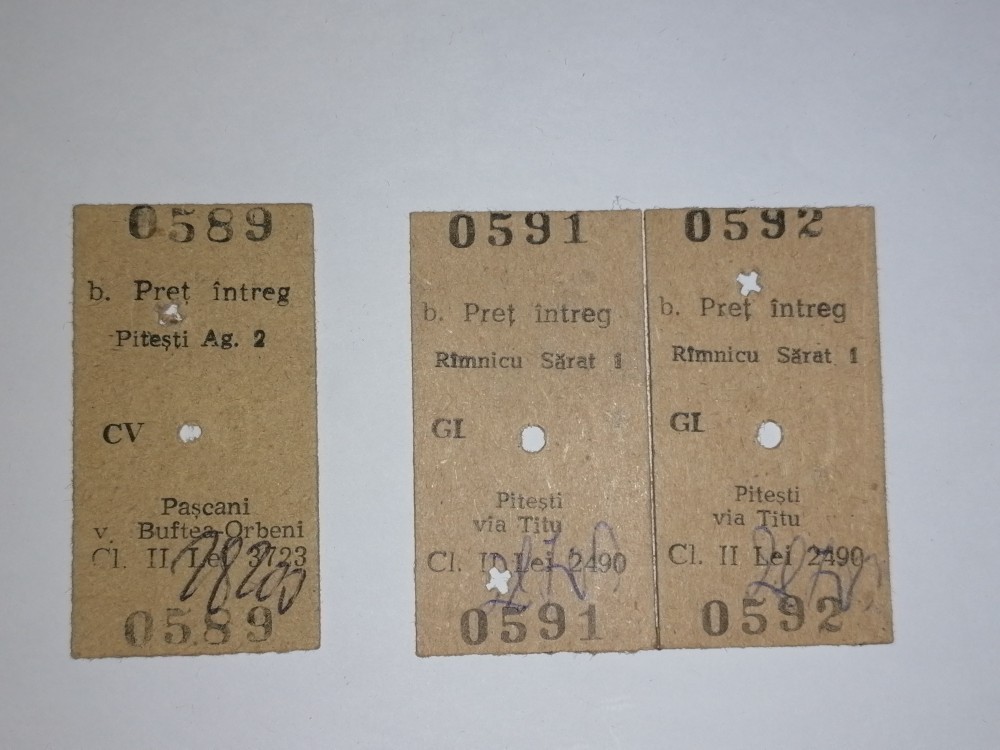 0589
b. Preț întreg
Pitești Ag. 2
CV
Pașcani
v. Buftea-Orbeni
Cl. II Lei 3723
0589
0591
b. Preț întreg
Rîmnicu Sărat 1
GI
Pitești
via Titu
Cl. II Lei 2490
0591
0592
b. Preț întreg
Rîmnicu Sărat 1
GI
Pitești
via Titu
Cl. II Lei 2490
0592